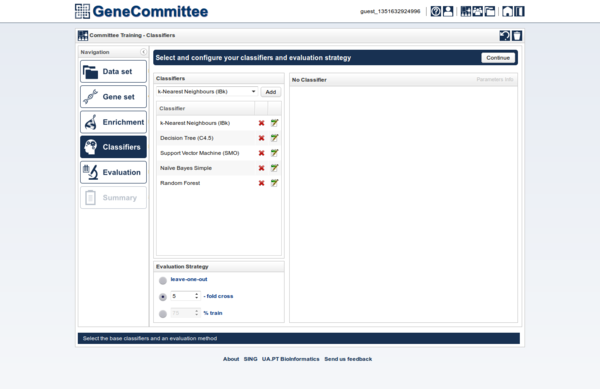 GeneCommittee
guest_1351632924996
Committee Training - Classifiers
Navigation
Select and configure your classifiers and evaluation strategy
Continue
Data set
Gene set
Enrichment
Classifiers
Evaluation
Summary
Classifiers
k-Nearest Neighbours (IBk)
Add
Classifier
k-Nearest Neighbours (IBk)
Decision Tree (C4.5)
Support Vector Machine (SMO)
Naïve Bayes Simple
Random Forest
No Classifier
Parameters Info
Evaluation Strategy
leave-one-out
5 - fold cross
% train
Select the base classifiers and an evaluation method
About SING UA.PT Bioinformatics Send us feedback